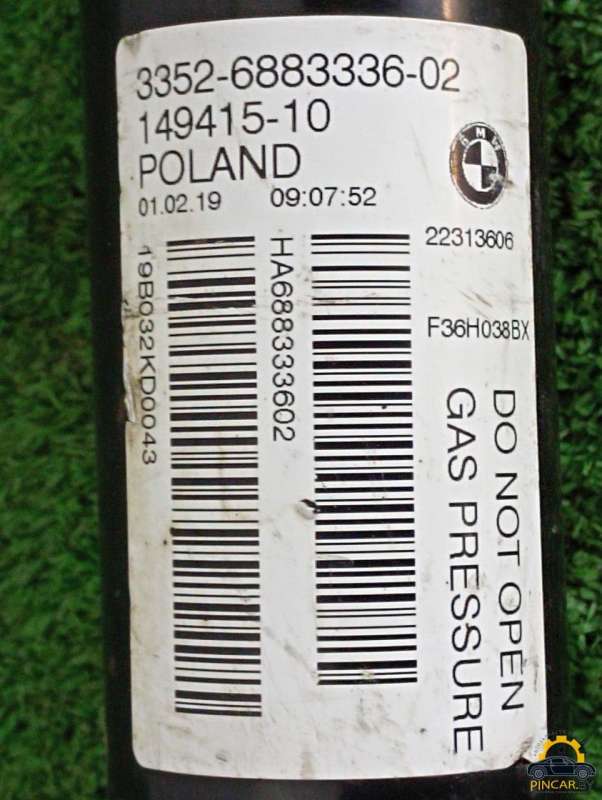 3352-6883336-02
149415-10
POLAND
01.02.19 09:07:52
BMW
22313606
F36H038BX
19B032KD0043
HA688333602
DO NOT OPEN
GAS PRESSURE
PINCAR.BY